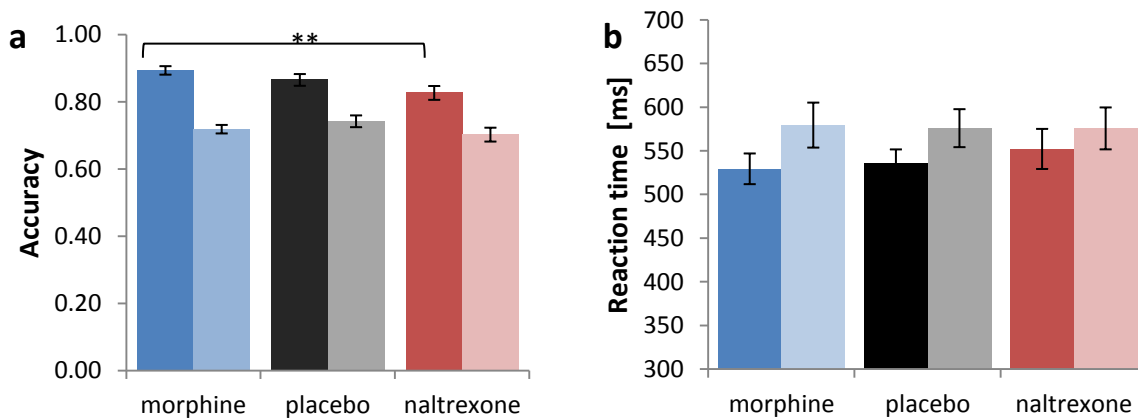 a
Accuracy
1.00
0.80
0.60
0.40
0.20
0.00
**
morphine placebo naltrexone
b
Reaction time [ms]
700
650
600
550
500
450
400
350
300
morphine placebo naltrexone